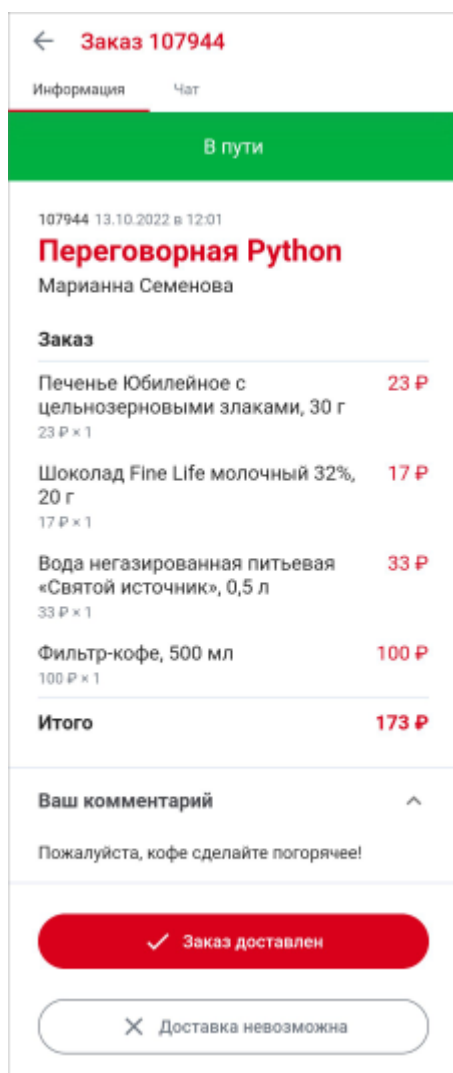 Заказ 107944
Информация Чат
В пути
107944 13.10.2022 в 12:01
Переговорная Python
Марианна Семенова
Заказ
Печенье Юбилейное с 23 ₽
цельнозерновыми злаками, 30 г
23 ₽ × 1
Шоколад Fine Life молочный 32%, 17 ₽
20 г
17 ₽ × 1
Вода негазированная питьевая 33 ₽
«Святой источник», 0,5 л
33 ₽ × 1
Фильтр-кофе, 500 мл 100 ₽
100 ₽ × 1
Итого 173 ₽
Ваш комментарий
Пожалуйста, кофе сделайте погорячее!
Заказ доставлен
Доставка невозможна